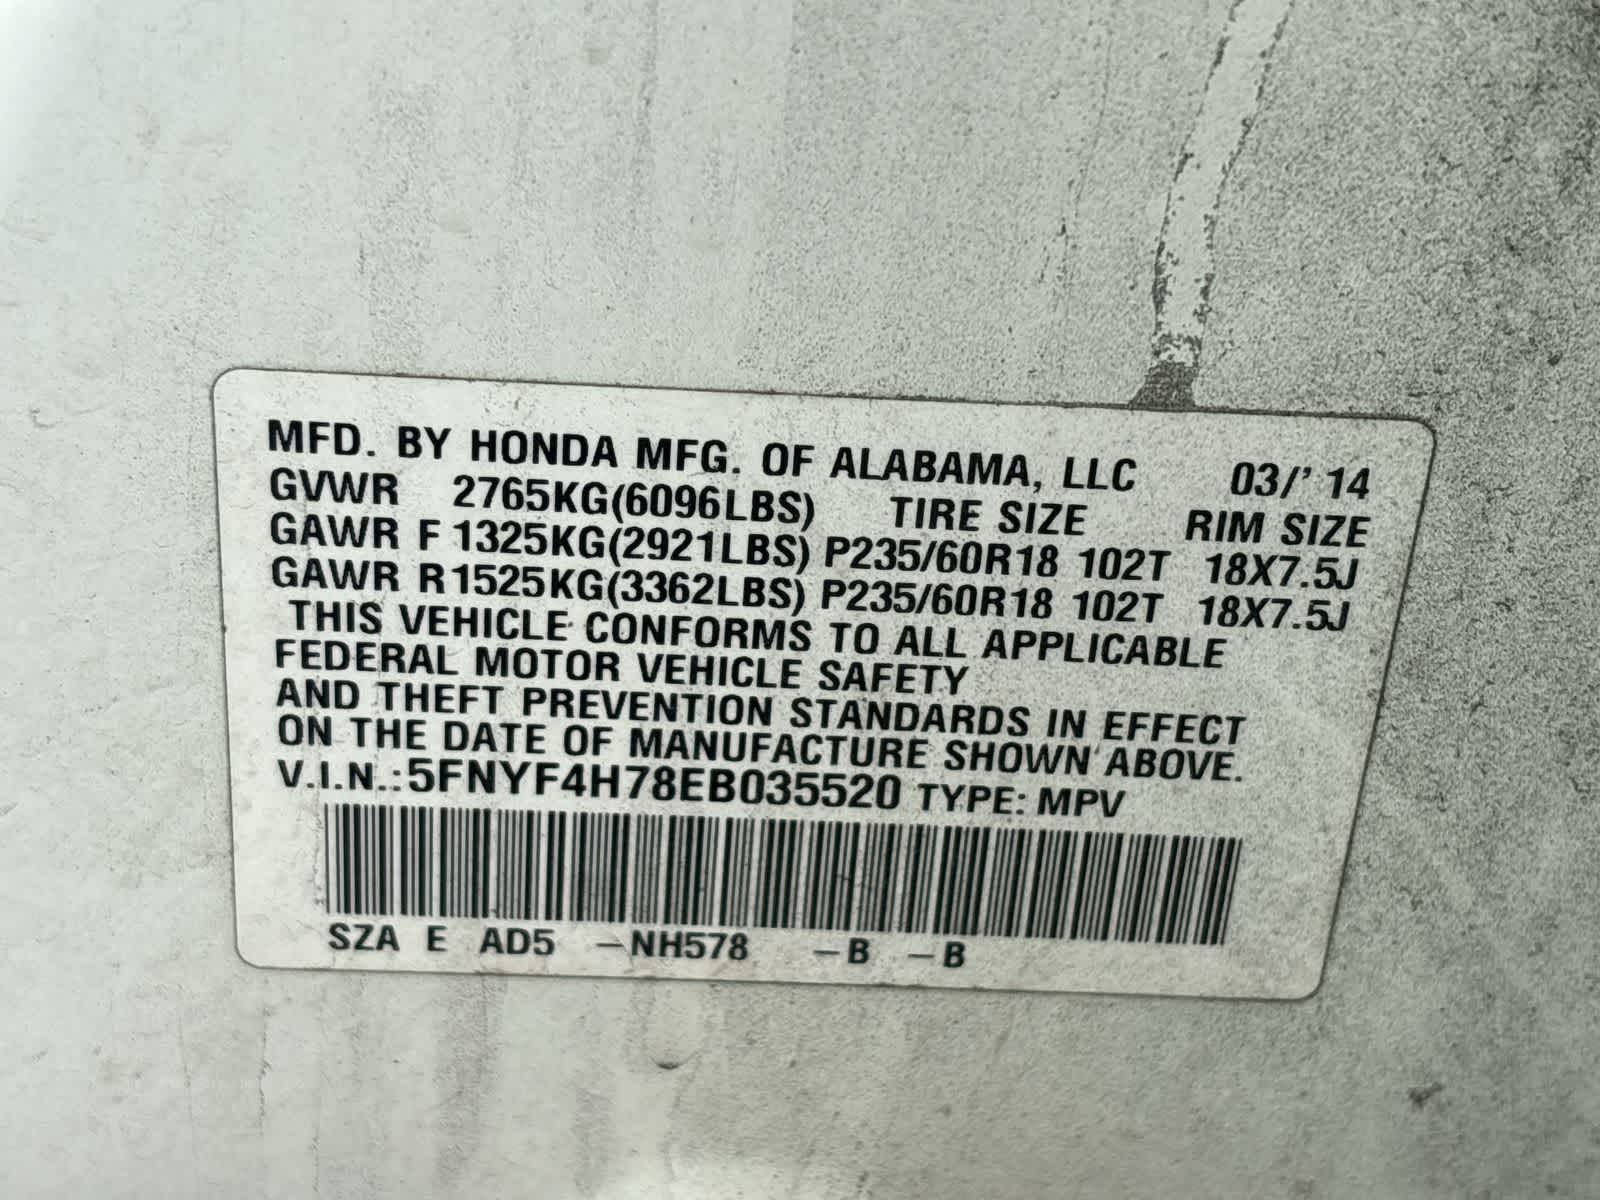 MFD. BY HONDA MFG. OF ALABAMA, LLC 03/' 14
GVWR 2765KG(6096LBS) TIRE SIZE RIM SIZE
GAWR F 1325KG(2921LBS) P235/60R18 102T 18X7.5J
GAWR R 1525KG(3362LBS) P235/60R18 102T 18X7.5J
THIS VEHICLE CONFORMS TO ALL APPLICABLE
FEDERAL MOTOR VEHICLE SAFETY
AND THEFT PREVENTION STANDARDS IN EFFECT
ON THE DATE OF MANUFACTURE SHOWN ABOVE.
V.I.N.:5FNYF4H78EB035520 TYPE: MPV
SZA E AD5 –NH578 –B –B